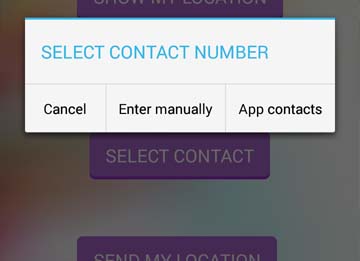 SHOW MY LOCATION
SELECT CONTACT NUMBER
Cancel Enter manually App contacts
SELECT CONTACT
SEND MY LOCATION